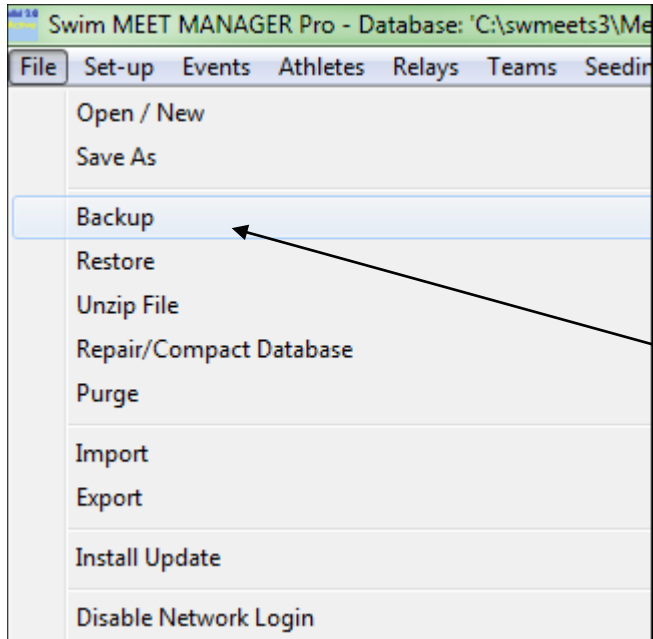 Swim MEET MANAGER Pro - Database: 'C:\swmeets3\Me
File Set-up Events Athletes Relays Teams Seedin
Open / New
Save As
Backup
Restore
Unzip File
Repair/Compact Database
Purge
Import
Export
Install Update
Disable Network Login